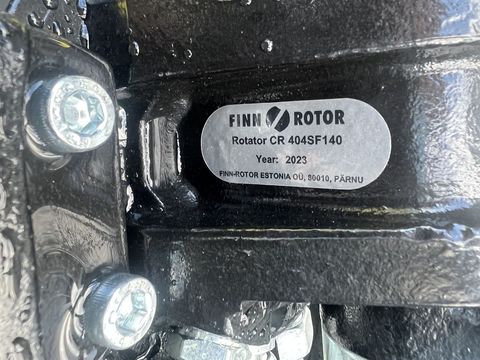 FINN ROTOR
Rotator CR 404SF140
Year: 2023
FINN-ROTOR ESTONIA OÜ, 80010, PÄRNU